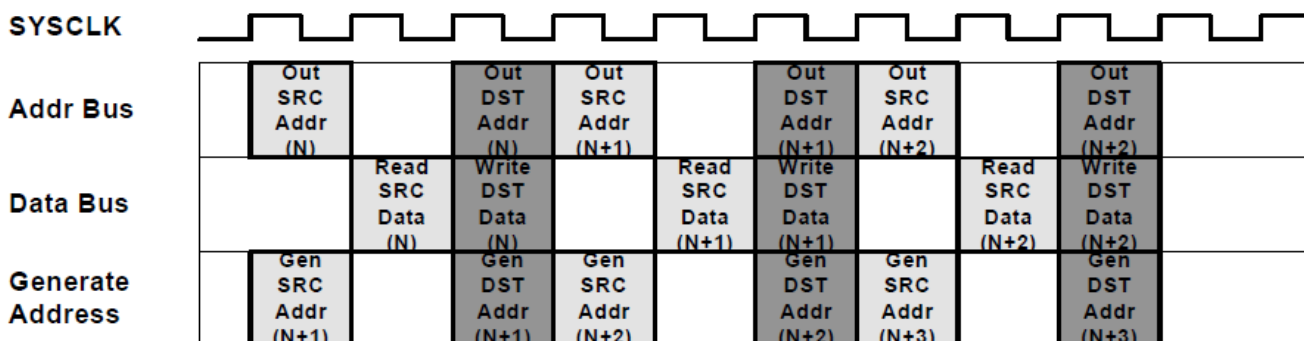 SYSCLK
Addr Bus
Out
SRC
Addr
(N)
Out
DST
Addr
(N)
Out
SRC
Addr
(N+1)
Out
DST
Addr
(N+1)
Out
SRC
Addr
(N+2)
Out
DST
Addr
(N+2)
Data Bus
Read
SRC
Data
(N)
Write
DST
Data
(N)
Read
SRC
Data
(N+1)
Write
DST
Data
(N+1)
Read
SRC
Data
(N+2)
Write
DST
Data
(N+2)
Generate
Address
Gen
SRC
Addr
(N+1)
Gen
DST
Addr
(N+1)
Gen
SRC
Addr
(N+2)
Gen
DST
Addr
(N+2)
Gen
SRC
Addr
(N+3)
Gen
DST
Addr
(N+3)